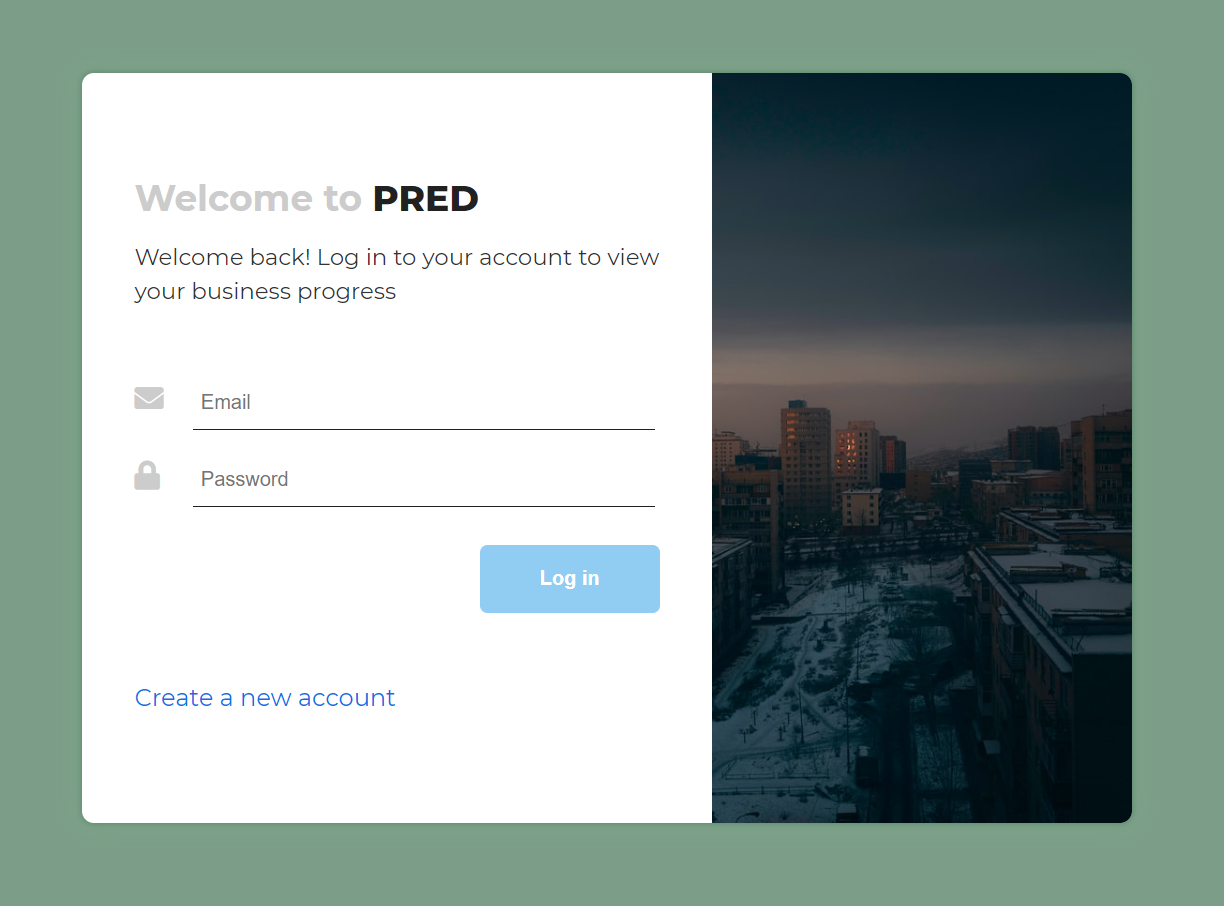 Welcome to PRED
Welcome back! Log in to your account to view
your business progress
Email
Password
Log in
Create a new account